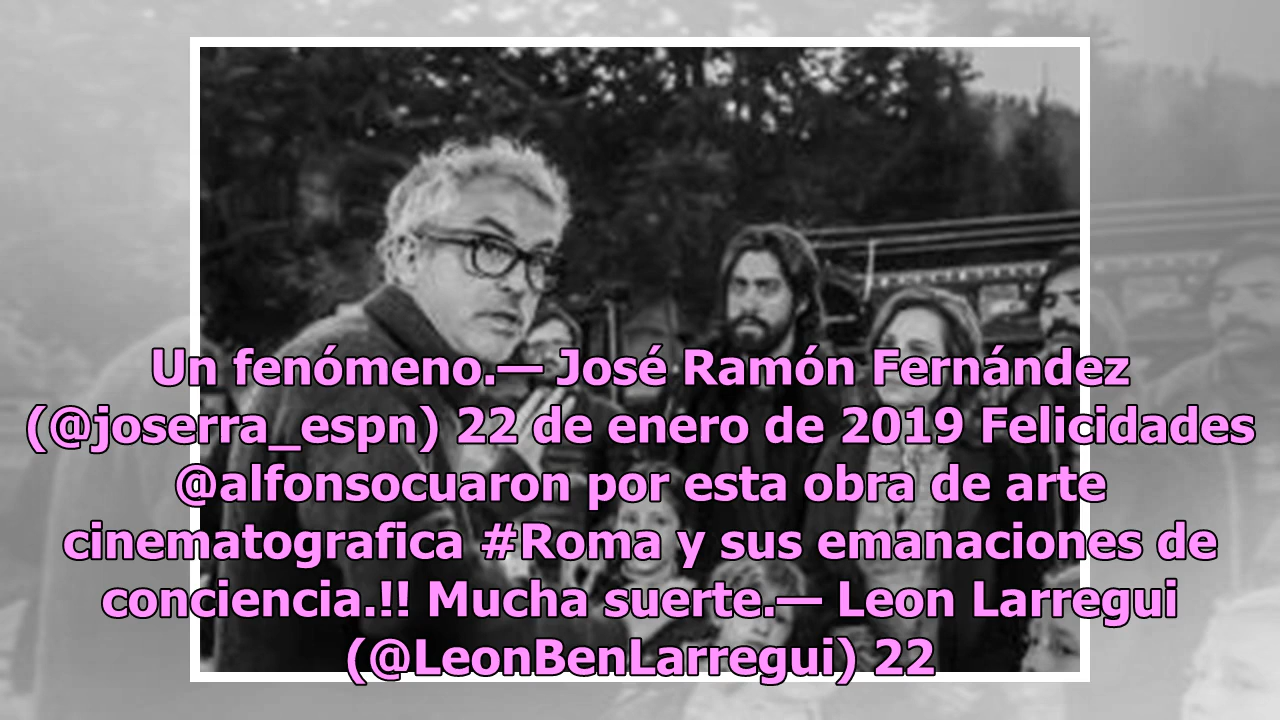 Un fenómeno.— José Ramón Fernández
(@joserra_espn) 22 de enero de 2019 Felicidades
@alfonsocuaron por esta obra de arte
cinematografica #Roma y sus emanaciones de
conciencia.!! Mucha suerte.— Leon Larregui
(@LeonBenLarregui) 22